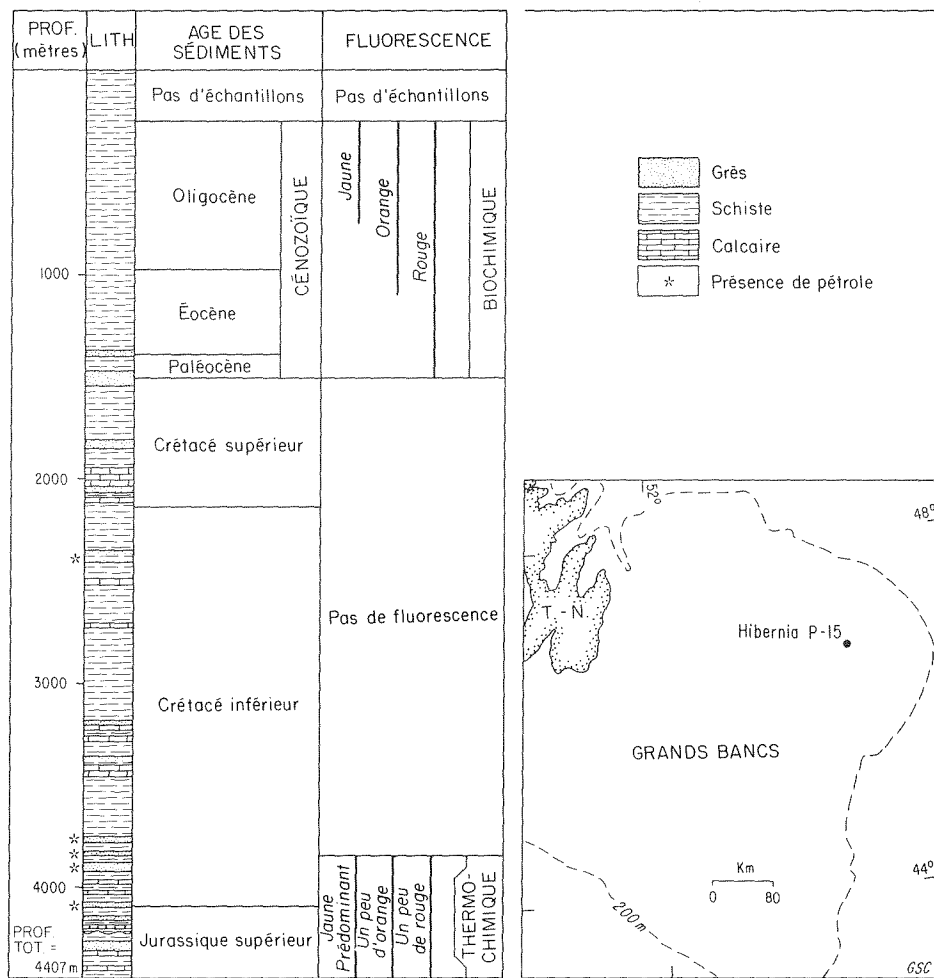 PROF.
(mètres)
LITH
AGE DES
SÉDIMENTS
FLUORESCENCE
Pas d'échantillons
Pas d'échantillons
Oligocène
Éocène
Paléocène
CÉNOZOÏQUE
Jaune
Orange
Rouge
BIOCHIMIQUE
1000
Crétacé supérieur
2000
*
Pas de fluorescence
3000
Crétacé inférieur
*
*
*
4000
*
Jaune
Prédominant
Un peu
d'orange
Un peu
de rouge
THERMO-
CHIMIQUE
PROF.
TOT. =
4407 m
Jurassique supérieur
Grès
Schiste
Calcaire
* Présence de pétrole
52°
48°
T.-N.
Hibernia P-15
GRANDS BANCS
Km
0 80
44°
200 m
GSC